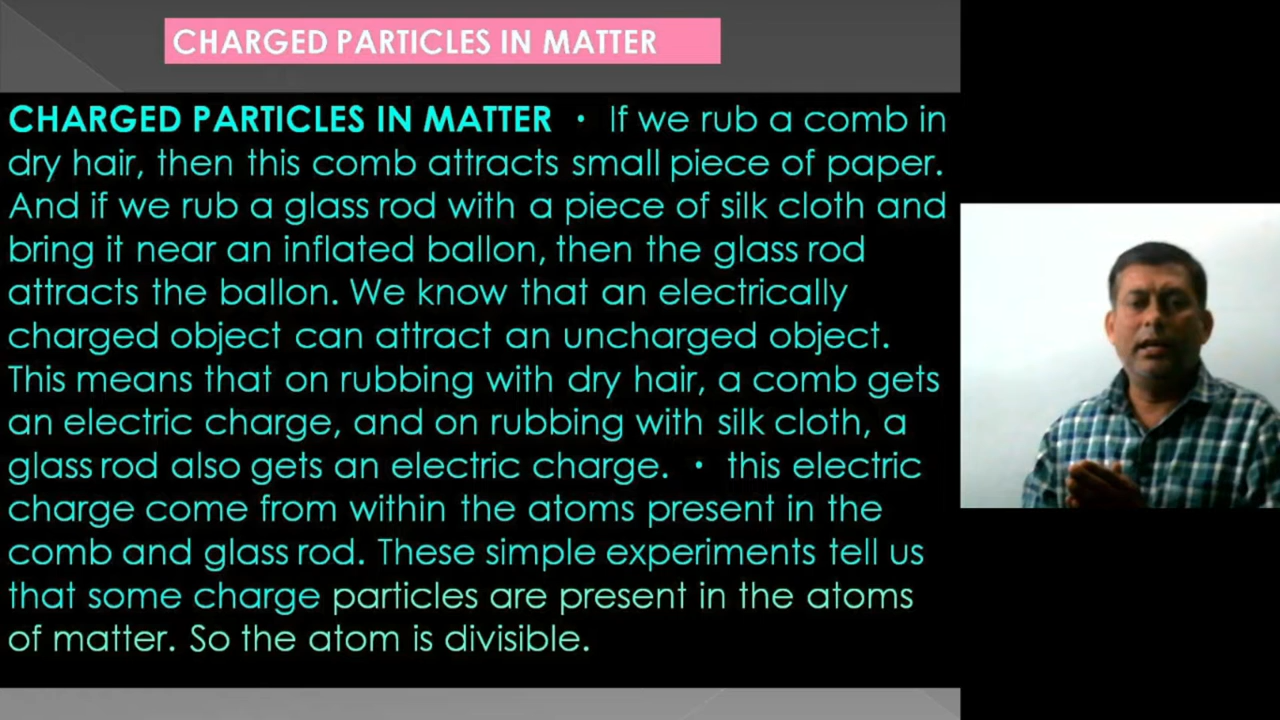 CHARGED PARTICLES IN MATTER
CHARGED PARTICLES IN MATTER • If we rub a comb in
dry hair, then this comb attracts small piece of paper.
And if we rub a glass rod with a piece of silk cloth and
bring it near an inflated ballon, then the glass rod
attracts the ballon. We know that an electrically
charged object can attract an uncharged object.
This means that on rubbing with dry hair, a comb gets
an electric charge, and on rubbing with silk cloth, a
glass rod also gets an electric charge. • this electric
charge come from within the atoms present in the
comb and glass rod. These simple experiments tell us
that some charge particles are present in the atoms
of matter. So the atom is divisible.